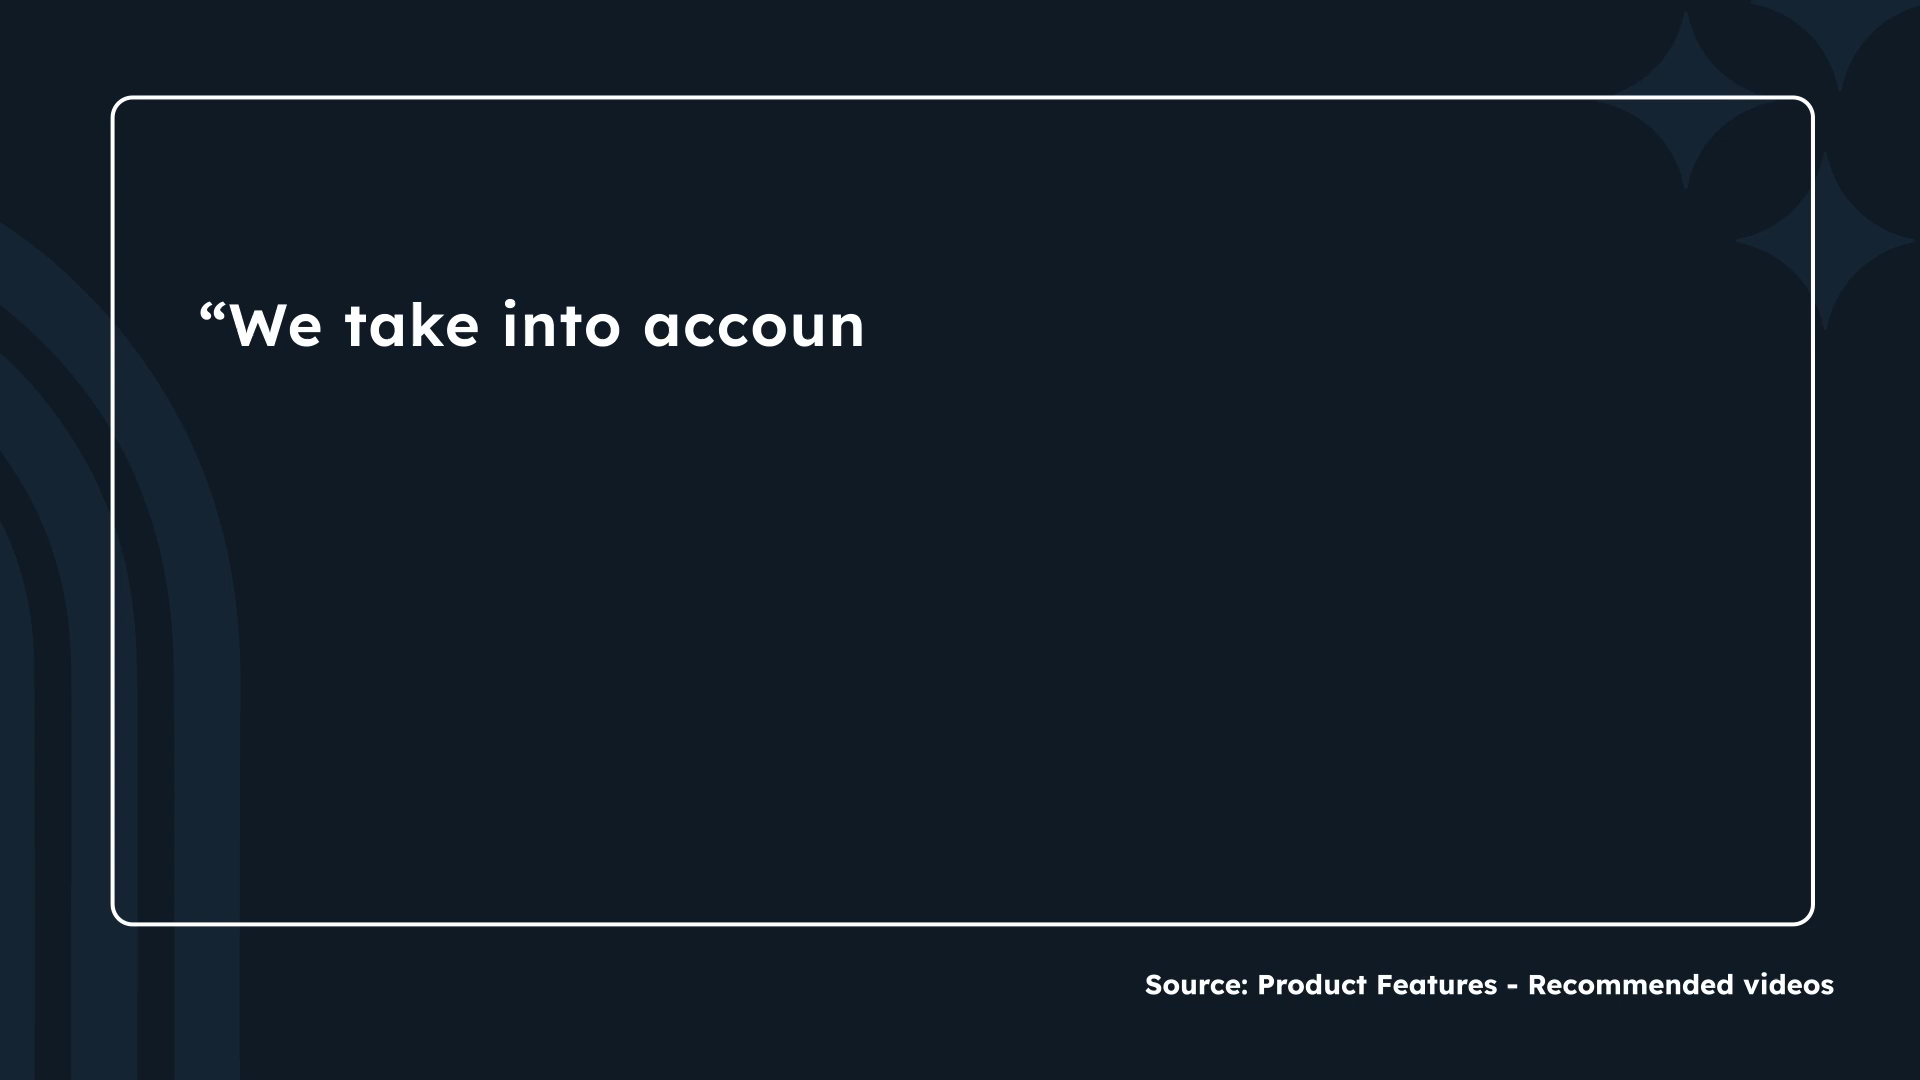 “We take into accoun
Source: Product Features - Recommended videos